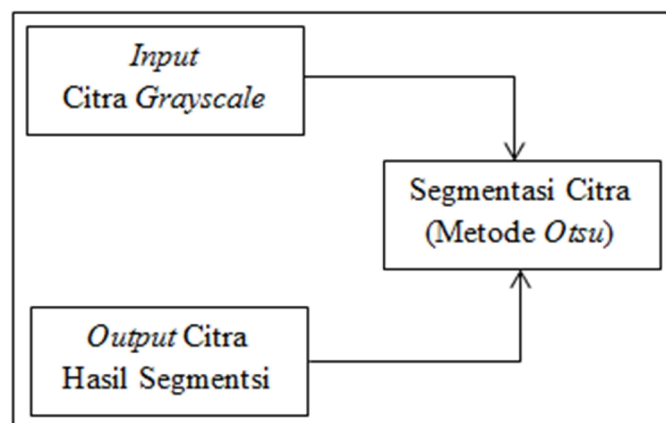 Input
Citra Grayscale
Segmentasi Citra
(Metode Otsu)
Output Citra
Hasil Segmentsi